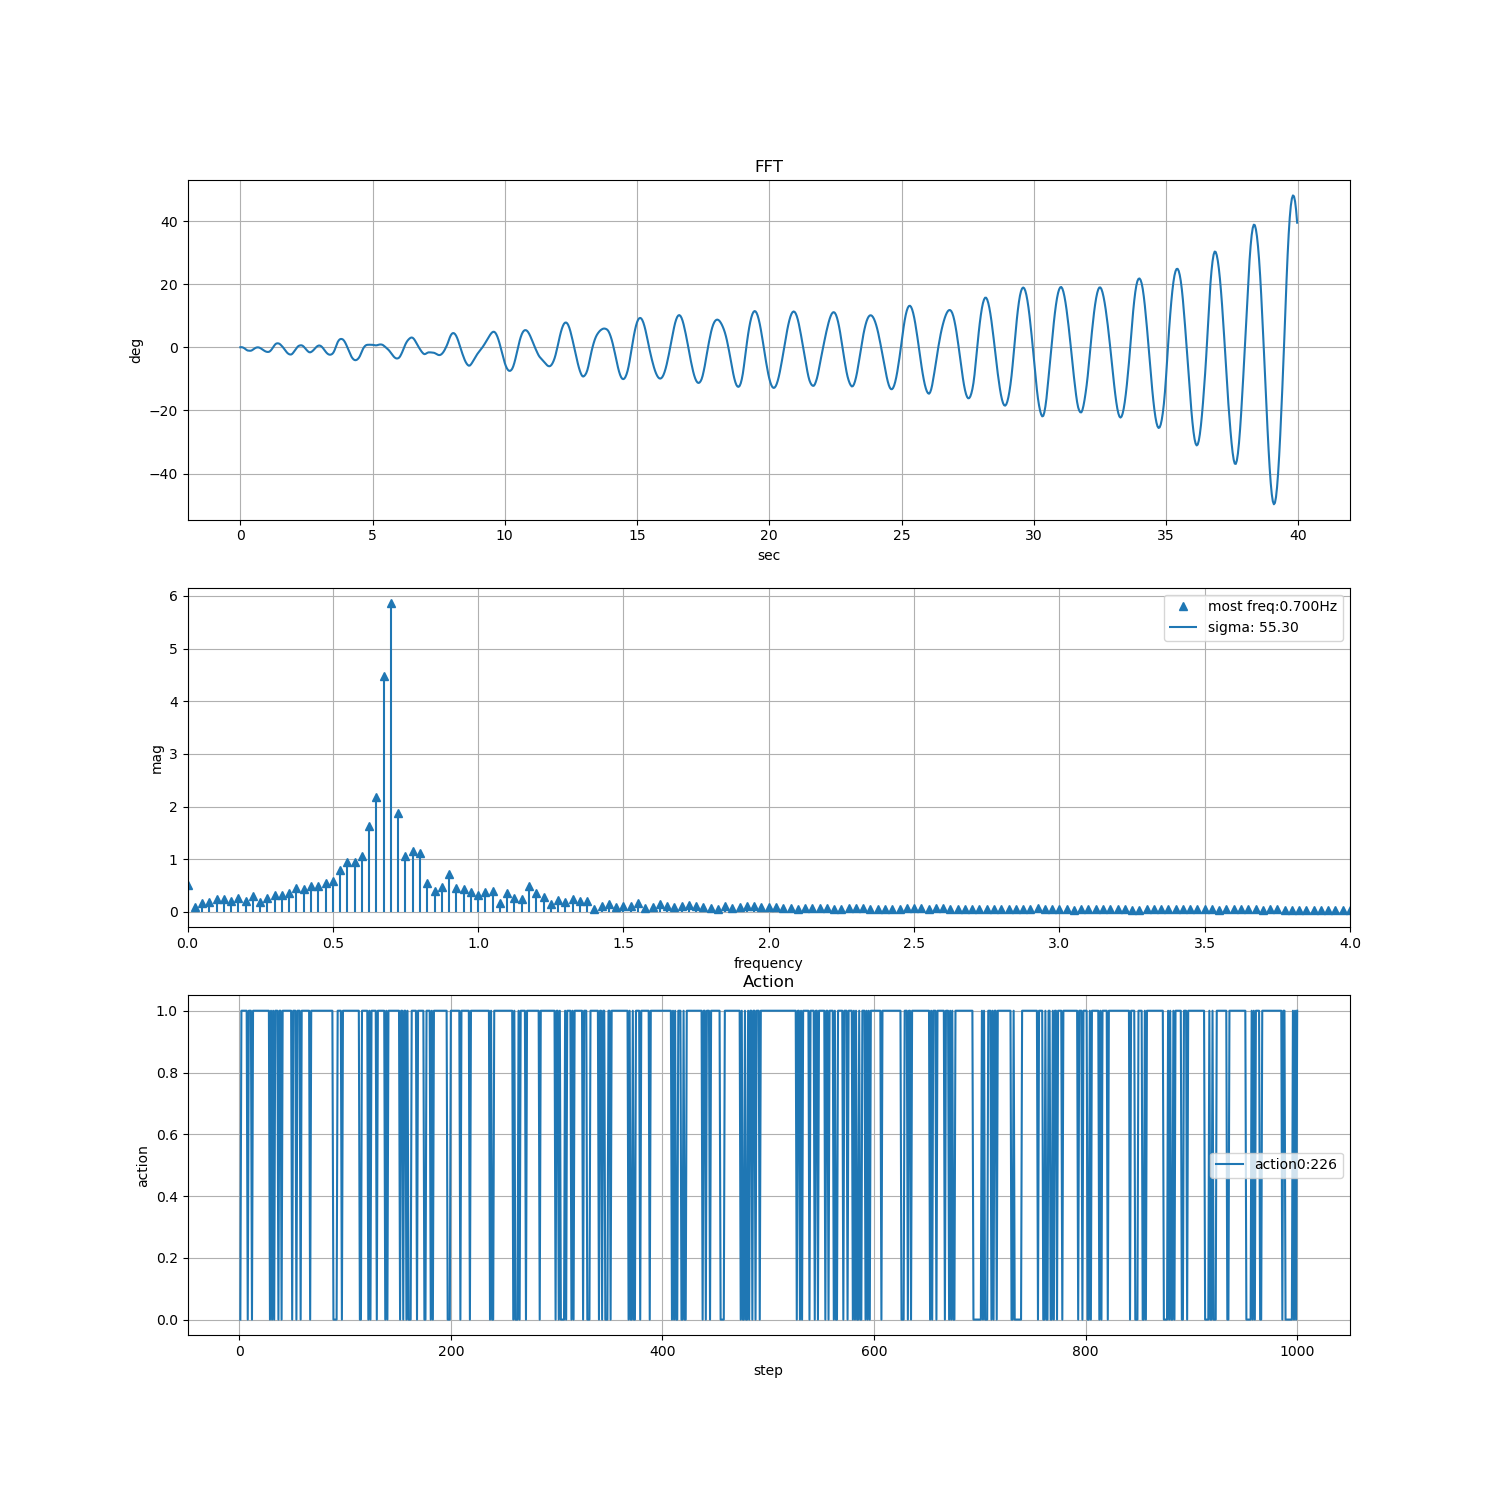 FFT
40
20
0
−20
−40
deg
0 5 10 15 20 25 30 35 40
sec
6
5
4
3
2
1
0
mag
most freq:0.700Hz
sigma: 55.30
0.0 0.5 1.0 1.5 2.0 2.5 3.0 3.5 4.0
frequency
Action
1.0
0.8
0.6
0.4
0.2
0.0
action
action0:226
0 200 400 600 800 1000
step